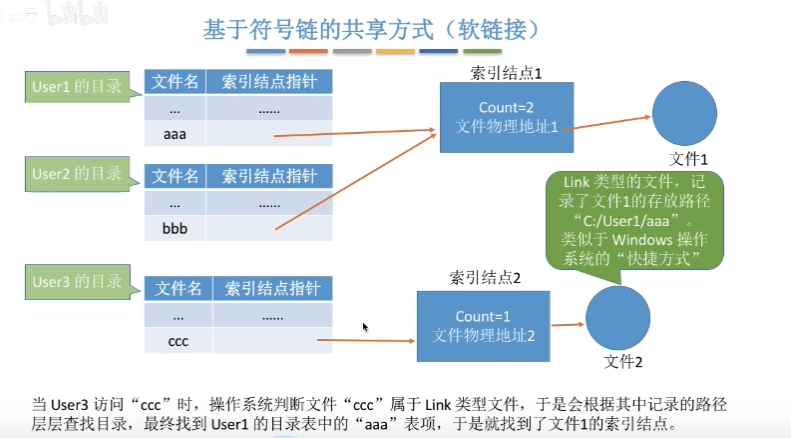 bilibili
基于符号链的共享方式（软链接）
User1 的目录
文件名 索引结点指针
... ......
aaa
索引结点1
Count=2
文件物理地址1
文件1
User2 的目录
文件名 索引结点指针
... ......
bbb
Link 类型的文件，记
录了文件1的存放路径
“C:/User1/aaa”。
类似于 Windows 操作
系统的“快捷方式”
User3 的目录
文件名 索引结点指针
... ......
ccc
索引结点2
Count=1
文件物理地址2
文件2
当 User3 访问“ccc”时，操作系统判断文件“ccc”属于 Link 类型文件，于是会根据其中记录的路径
层层查找目录，最终找到 User1 的目录表中的“aaa”表项，于是就找到了文件1的索引结点。